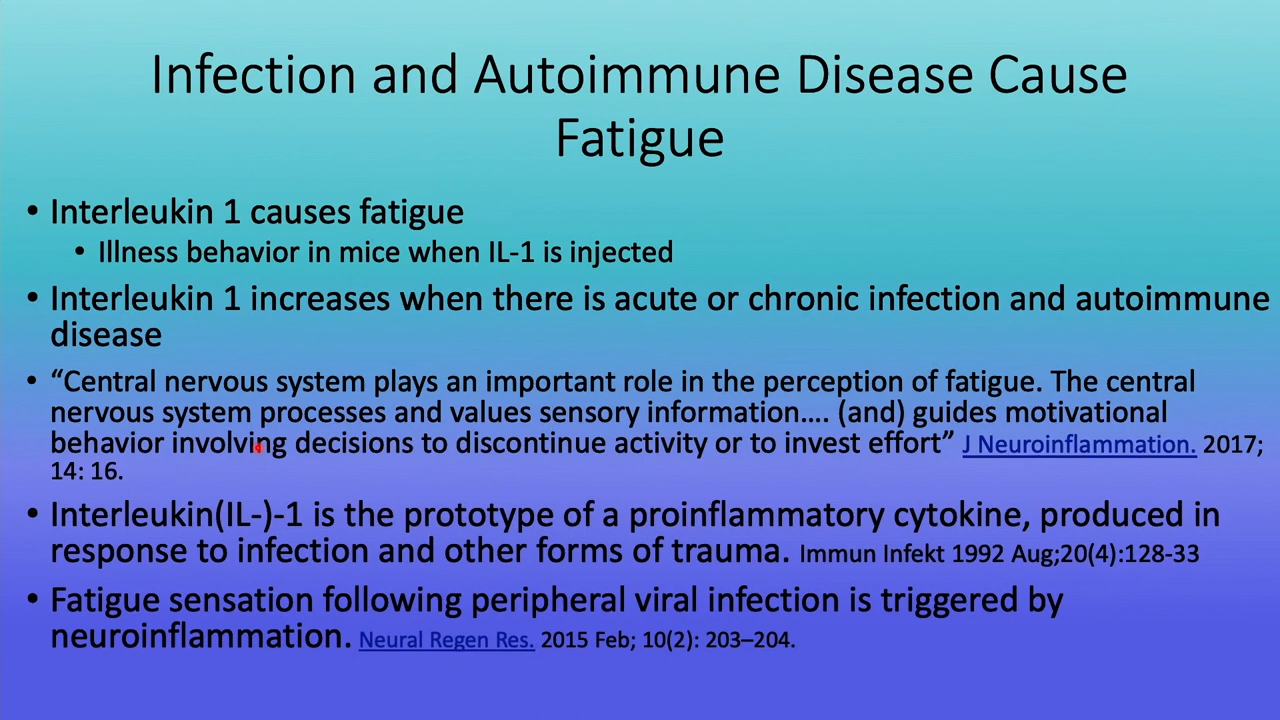 Infection and Autoimmune Disease Cause
Fatigue
• Interleukin 1 causes fatigue
• Illness behavior in mice when IL-1 is injected
• Interleukin 1 increases when there is acute or chronic infection and autoimmune
disease
• “Central nervous system plays an important role in the perception of fatigue. The central
nervous system processes and values sensory information…. (and) guides motivational
behavior involving decisions to discontinue activity or to invest effort” J Neuroinflammation. 2017;
14: 16.
• Interleukin(IL-)-1 is the prototype of a proinflammatory cytokine, produced in
response to infection and other forms of trauma. Immun Infekt 1992 Aug;20(4):128-33
• Fatigue sensation following peripheral viral infection is triggered by
neuroinflammation. Neural Regen Res. 2015 Feb; 10(2): 203–204.